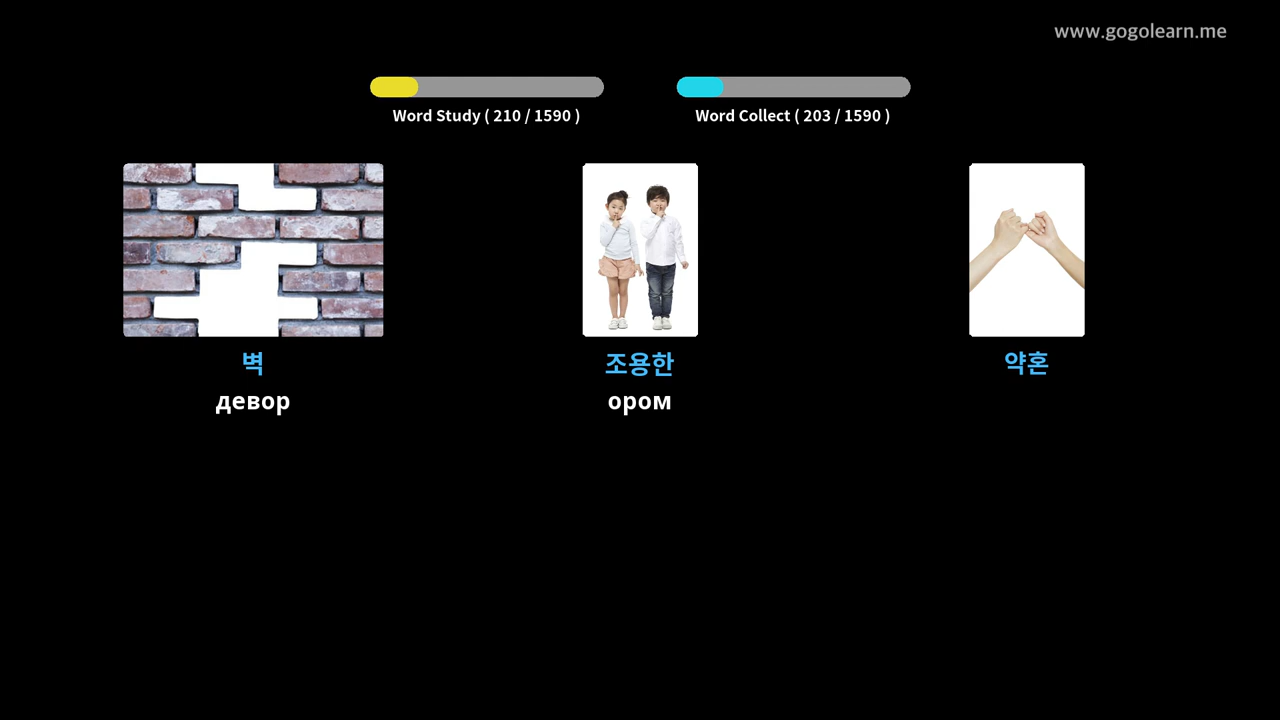 www.gogolearn.me
Word Study ( 210 / 1590 )
Word Collect ( 203 / 1590 )
벽
조용한
약혼
девор
ором